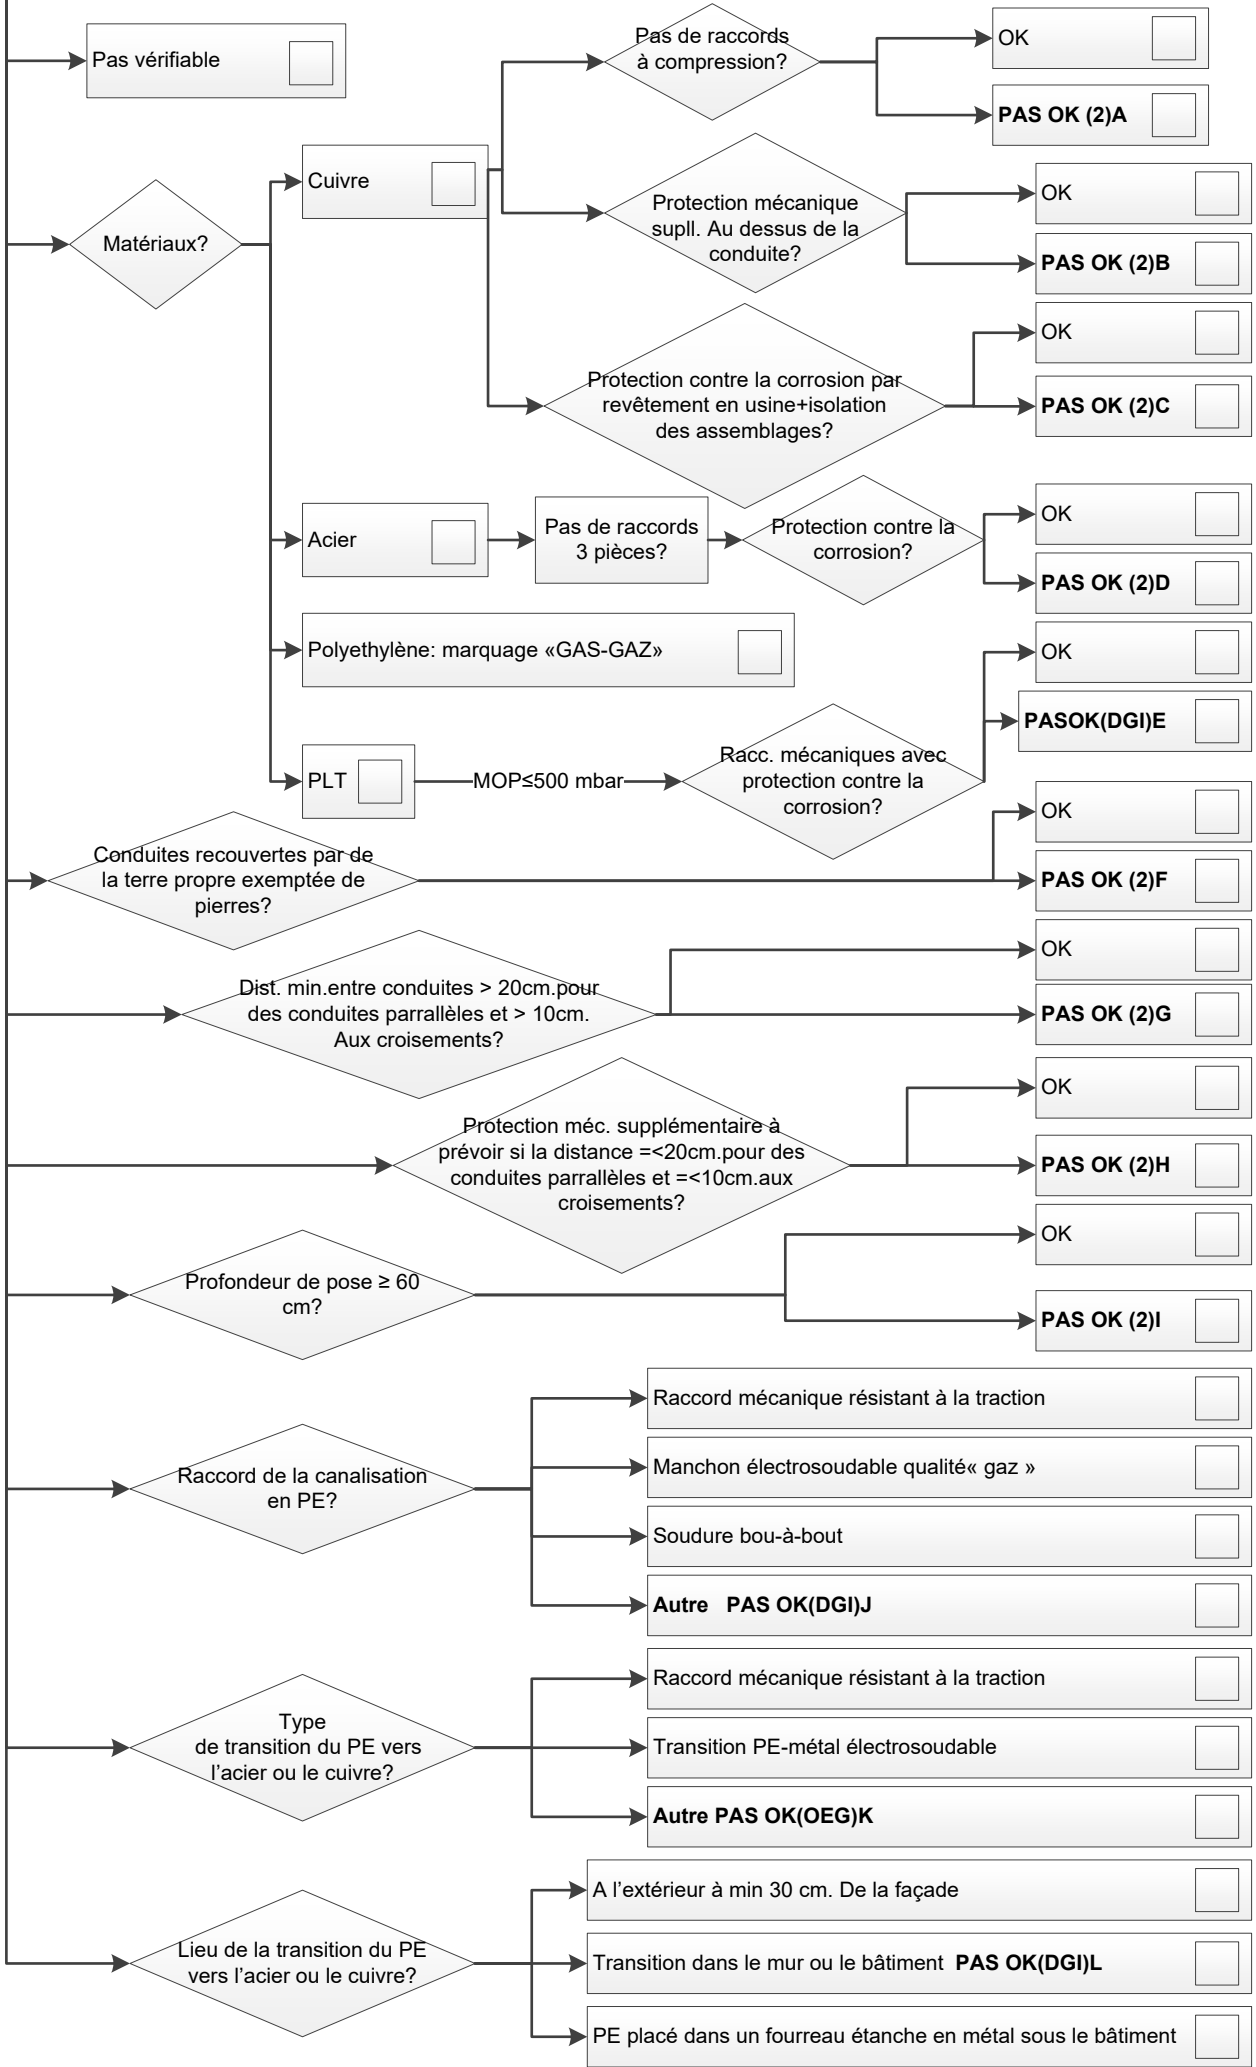 Pas vérifiable
Pas de raccords
à compression?
OK
PAS OK (2)A
Matériaux?
Cuivre
Protection mécanique
supll. Au dessus de la
conduite?
OK
PAS OK (2)B
Protection contre la corrosion par
revêtement en usine+isolation
des assemblages?
OK
PAS OK (2)C
Acier
Pas de raccords
3 pièces?
Protection contre la
corrosion?
OK
PAS OK (2)D
Polyethylène: marquage «GAS-GAZ»
PLT
MOP≤500 mbar
Racc. mécaniques avec
protection contre la
corrosion?
OK
PASOK(DGI)E
Conduites recouvertes par de
la terre propre exemptée de
pierres?
OK
PAS OK (2)F
Dist. min.entre conduites > 20cm.pour
des conduites parrallèles et > 10cm.
Aux croisements?
OK
PAS OK (2)G
Protection méc. supplémentaire à
prévoir si la distance =<20cm.pour des
conduites parrallèles et =<10cm.aux
croisements?
OK
PAS OK (2)H
Profondeur de pose ≥ 60
cm?
OK
PAS OK (2)I
Raccord de la canalisation
en PE?
Raccord mécanique résistant à la traction
Manchon électrosoudable qualité« gaz »
Soudure bou-à-bout
Autre PAS OK(DGI)J
Type
de transition du PE vers
l'acier ou le cuivre?
Raccord mécanique résistant à la traction
Transition PE-métal électrosoudable
Autre PAS OK(OEG)K
Lieu de la transition du PE
vers l'acier ou le cuivre?
A l'extérieur à min 30 cm. De la façade
Transition dans le mur ou le bâtiment PAS OK(DGI)L
PE placé dans un fourreau étanche en métal sous le bâtiment